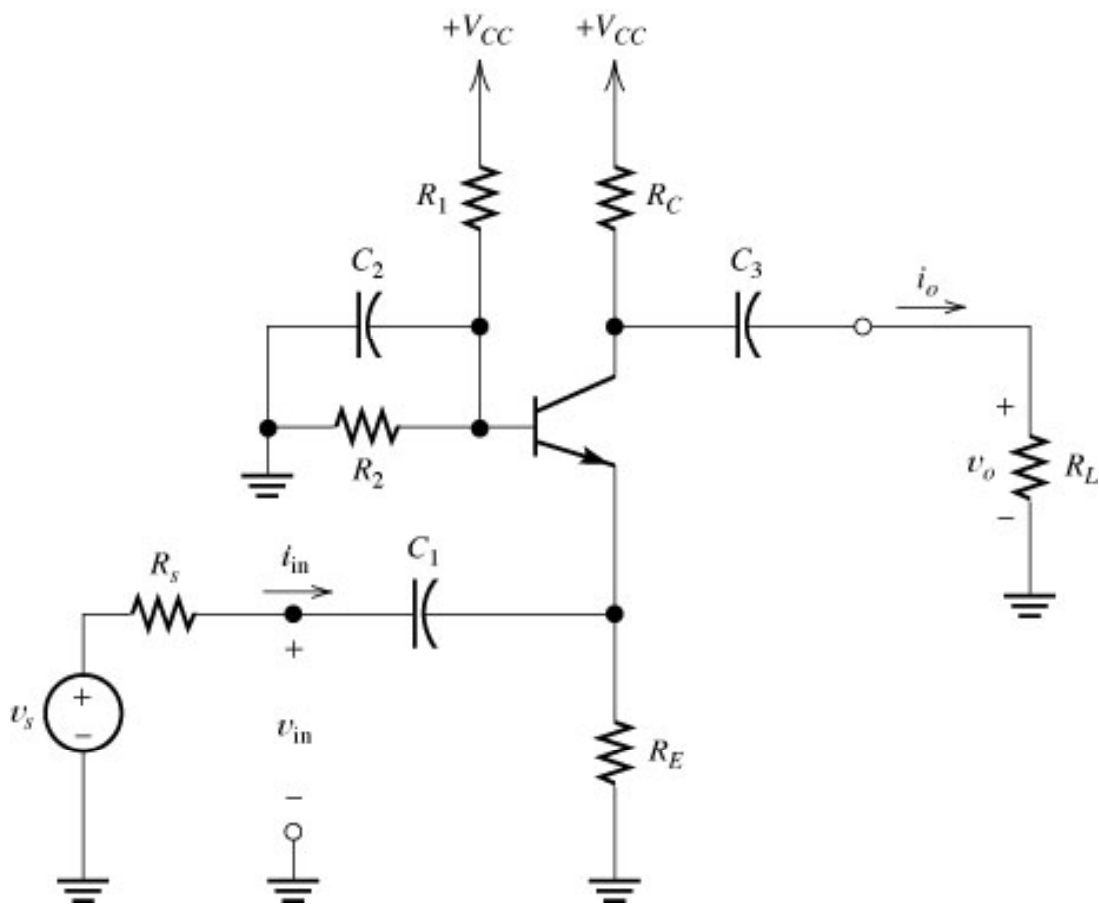 +V_CC +V_CC
R_1 R_C
C_2 C_3 i_o
R_2
+
v_o R_L
−
R_s i_in C_1
+
+
v_s − v_in R_E
−